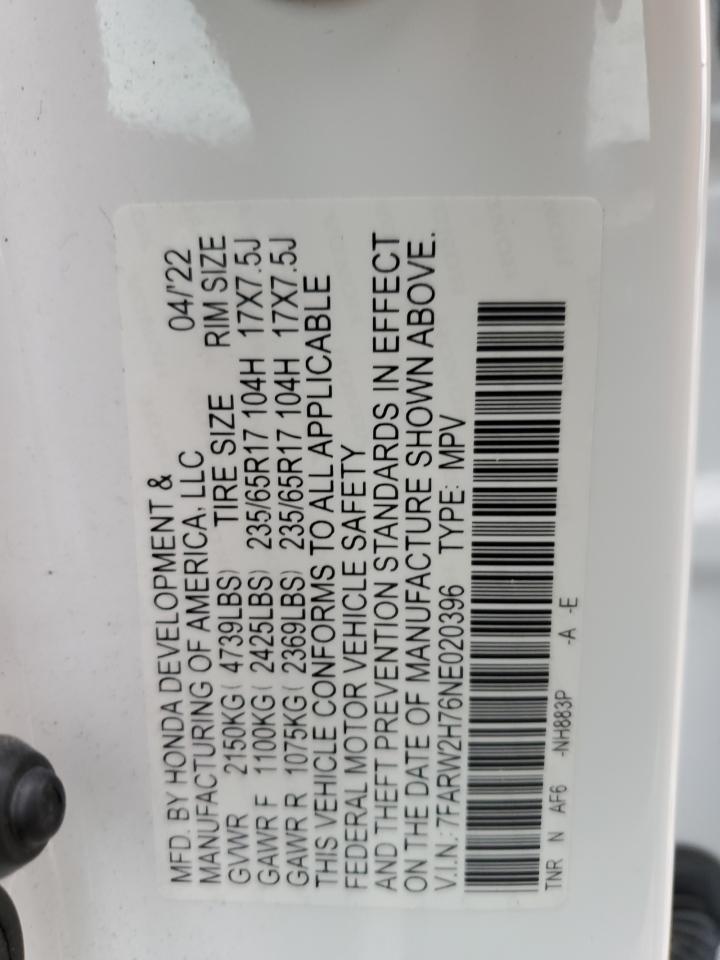 MFD. BY HONDA DEVELOPMENT & 04/'22
MANUFACTURING OF AMERICA, LLC
GVWR 2150KG( 4739LBS) TIRE SIZE RIM SIZE
GAWR F 1100KG( 2425LBS) 235/65R17 104H 17X7.5J
GAWR R 1075KG( 2369LBS) 235/65R17 104H 17X7.5J
THIS VEHICLE CONFORMS TO ALL APPLICABLE
FEDERAL MOTOR VEHICLE SAFETY
AND THEFT PREVENTION STANDARDS IN EFFECT
ON THE DATE OF MANUFACTURE SHOWN ABOVE.
V.I.N.: 7FARW2H76NE020396 TYPE: MPV
TNR N AF6 -NH883P -A -E